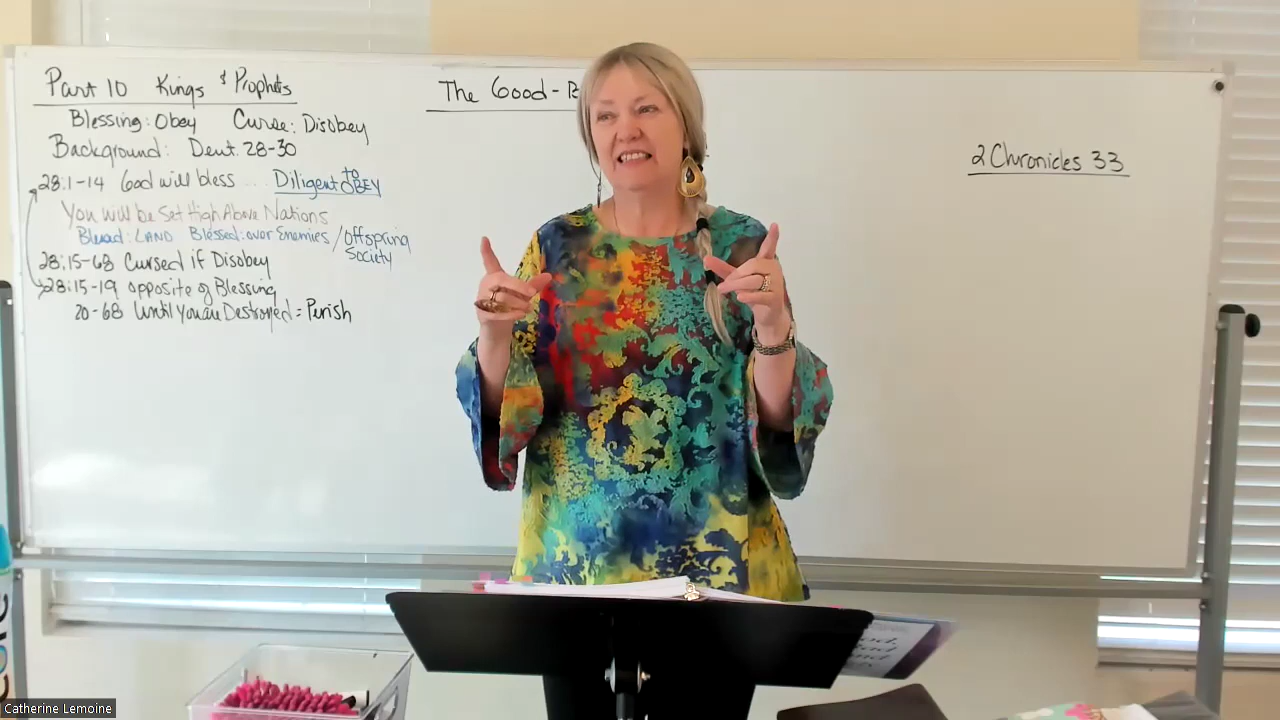 Part 10 Kings & Prophets
Blessing: Obey Curse: Disobey
Background: Deut. 28-30
28:1-14 God will bless ... Diligent to OBEY
You will be Set High Above Nations
Blessed: LAND Blessed: over Enemies / Offspring
Society
28:15-68 Cursed if Disobey
28:15-19 opposite of Blessing
20-68 Until You are Destroyed = Perish
The Good-
2 Chronicles 33
Catherine Lemoine